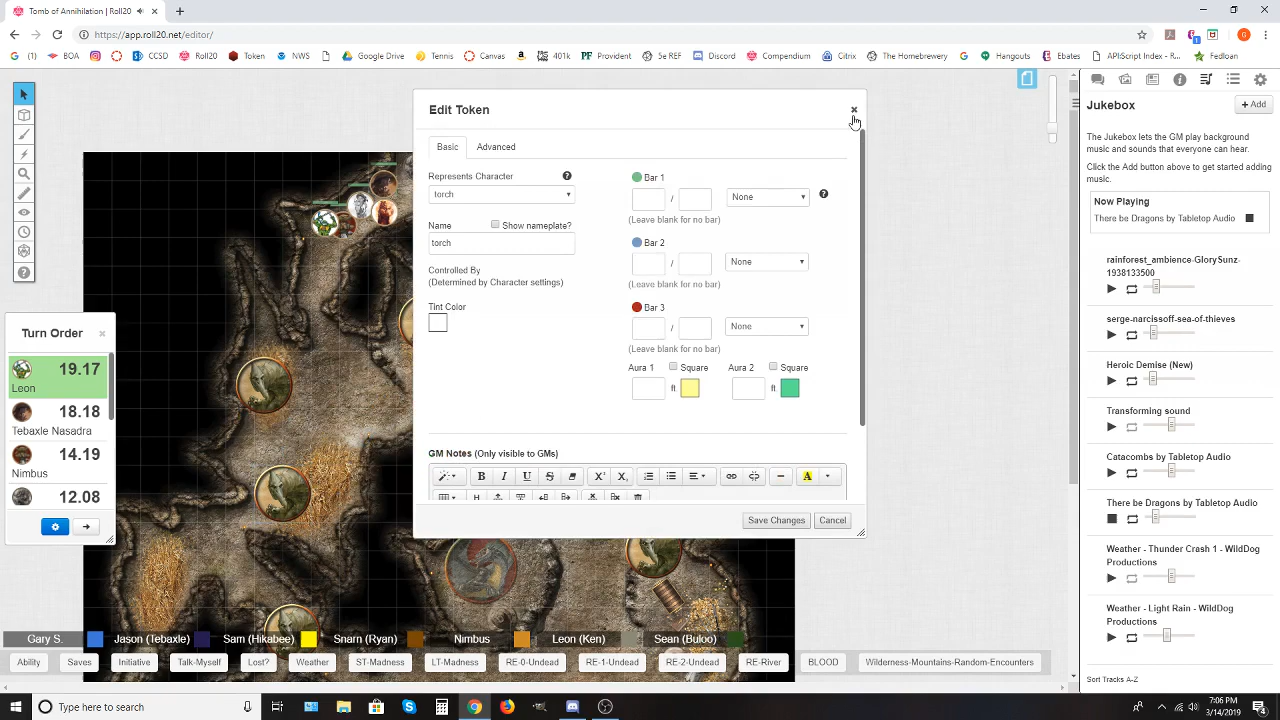 Tomb of Annihilation | Roll20
https://app.roll20.net/editor/
(1)
BOA
CCSD
Roll20
Token
NWS
Google Drive
Tennis
Canvas
401k
PF Provident
5e REF
Discord
Compendium
Citrix
The Homebrewery
Hangouts
Ebates
APIScript Index - R...
Fedloan
Edit Token
Basic
Advanced
Represents Character
torch
Name
Show nameplate?
torch
Controlled By
(Determined by Character settings)
Tint Color
Bar 1
/
None
(Leave blank for no bar)
Bar 2
/
None
(Leave blank for no bar)
Bar 3
/
None
(Leave blank for no bar)
Aura 1
Square
Aura 2
Square
ft
ft
GM Notes (Only visible to GMs)
Save Changes
Cancel
Turn Order
19.17
Leon
18.18
Tebaxle Nasadra
14.19
Nimbus
12.08
Jukebox
+ Add
The Jukebox lets the GM play background
music and sounds that everyone can hear.
Click the Add button above to get started adding
music.
Now Playing
There be Dragons by Tabletop Audio
rainforest_ambience-GlorySunz-
1938133500
serge-narcissoff-sea-of-thieves
Heroic Demise (New)
Transforming sound
Catacombs by Tabletop Audio
There be Dragons by Tabletop Audio
Weather - Thunder Crash 1 - WildDog
Productions
Weather - Light Rain - WildDog
Productions
Sort Tracks A-Z
Gary S.
Jason (Tebaxle)
Sam (Hikabee)
Snarn (Ryan)
Nimbus
Leon (Ken)
Sean (Buloo)
Ability
Saves
Initiative
Talk-Myself
Lost?
Weather
ST-Madness
LT-Madness
RE-0-Undead
RE-1-Undead
RE-2-Undead
RE-River
BLOOD
Wilderness-Mountains-Random-Encounters
Type here to search
7:06 PM
3/14/2019